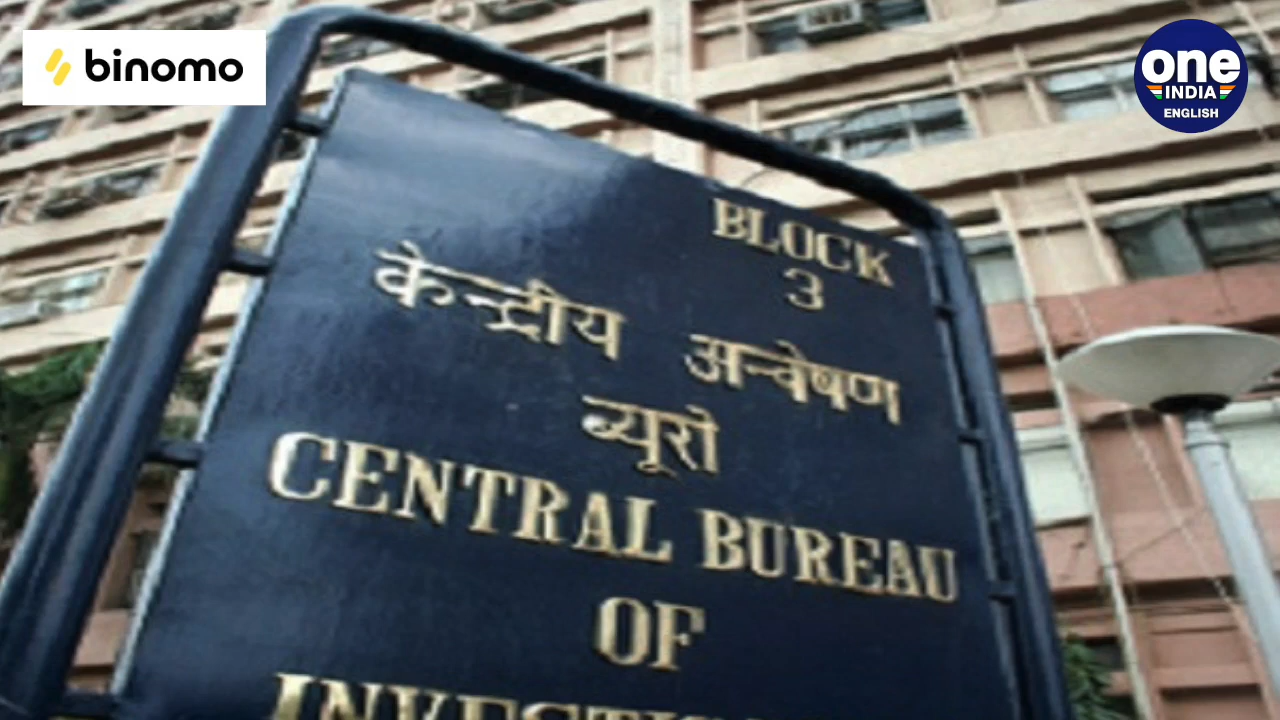 binomo
one
INDIA
ENGLISH
BLOCK
3
केन्द्रीय अन्वेषण
ब्यूरो
CENTRAL BUREAU
OF